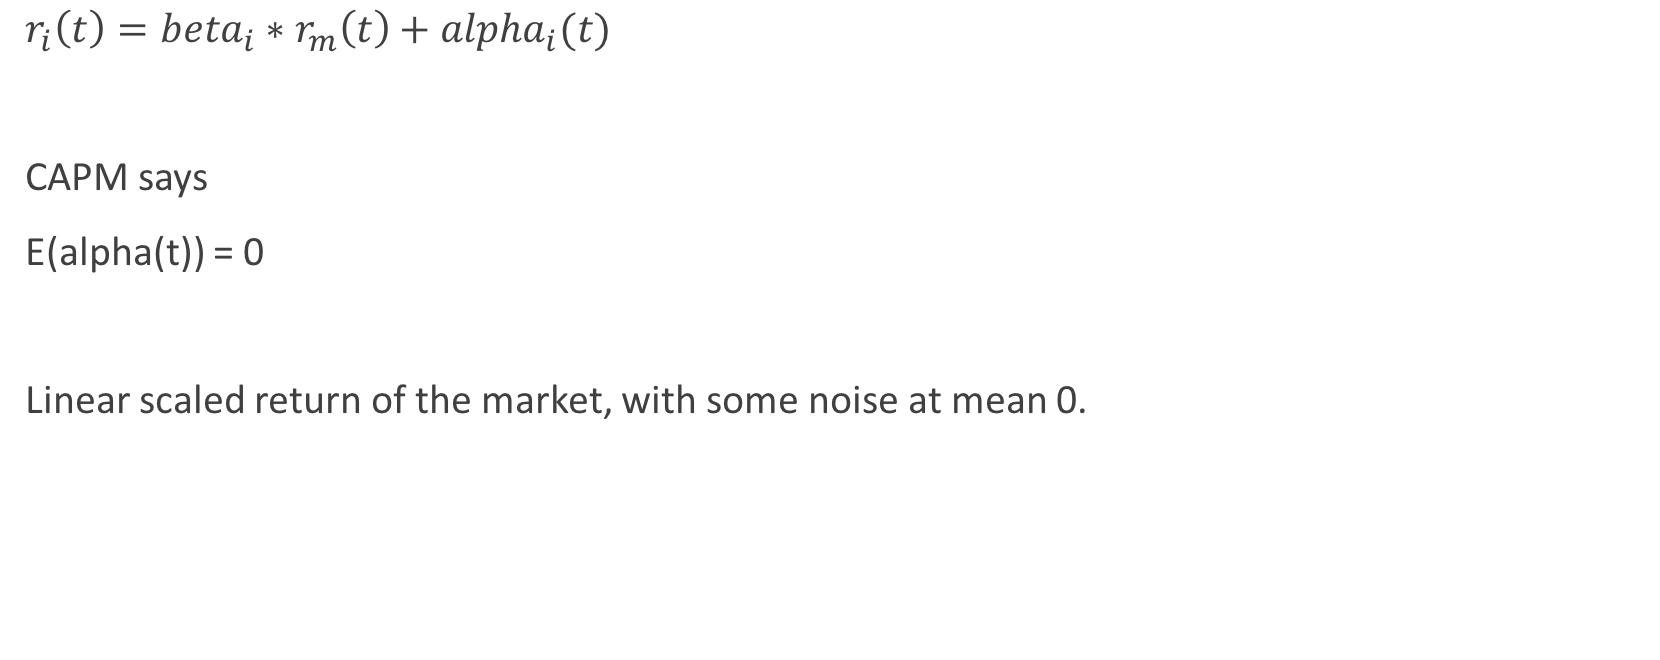 rᵢ(t) = betaᵢ * rₘ(t) + alphaᵢ(t)
CAPM says
E(alpha(t)) = 0
Linear scaled return of the market, with some noise at mean 0.